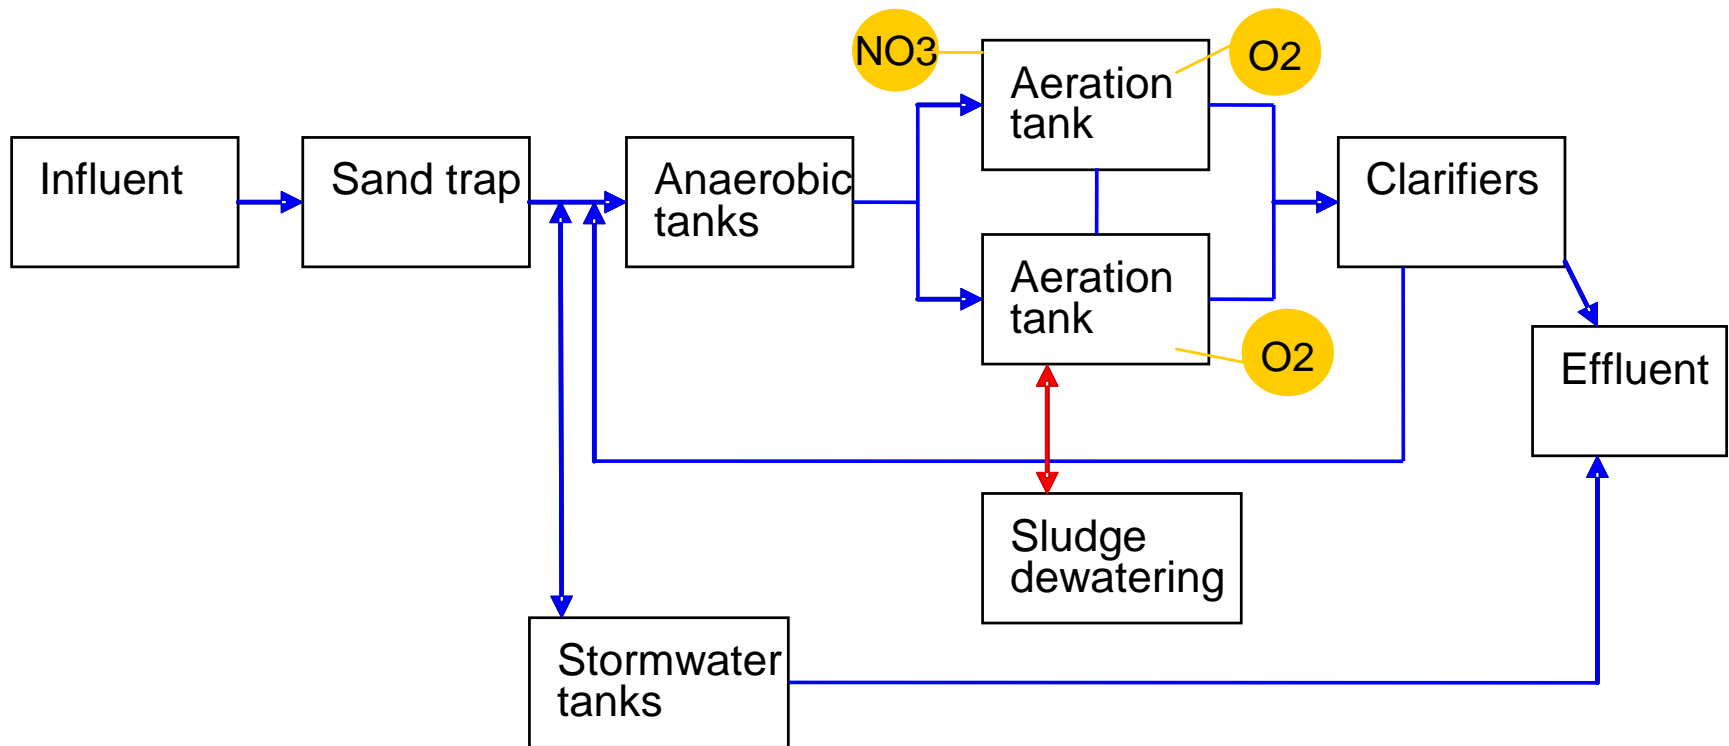 NO3
O2
Aeration
tank
Influent
Sand trap
Anaerobic
tanks
Clarifiers
Aeration
tank
O2
Effluent
Sludge
dewatering
Stormwater
tanks